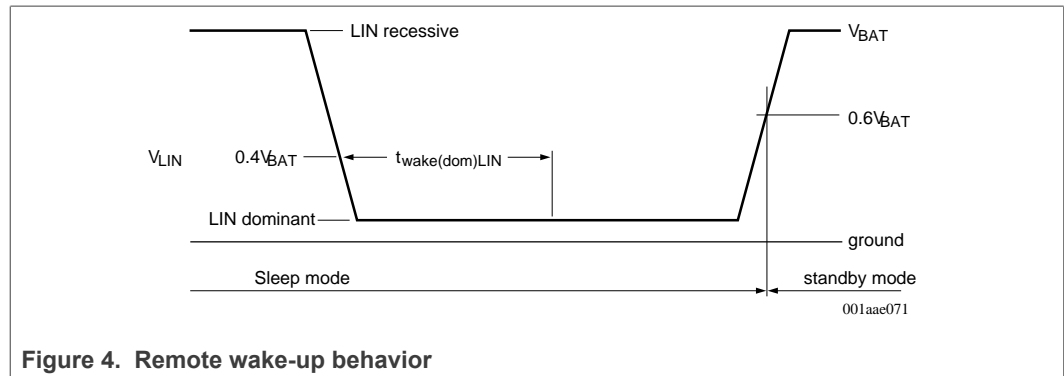 LIN recessive
VBAT
0.6VBAT
VLIN
0.4VBAT
twake(dom)LIN
LIN dominant
ground
Sleep mode
standby mode
001aae071
Figure 4. Remote wake-up behavior